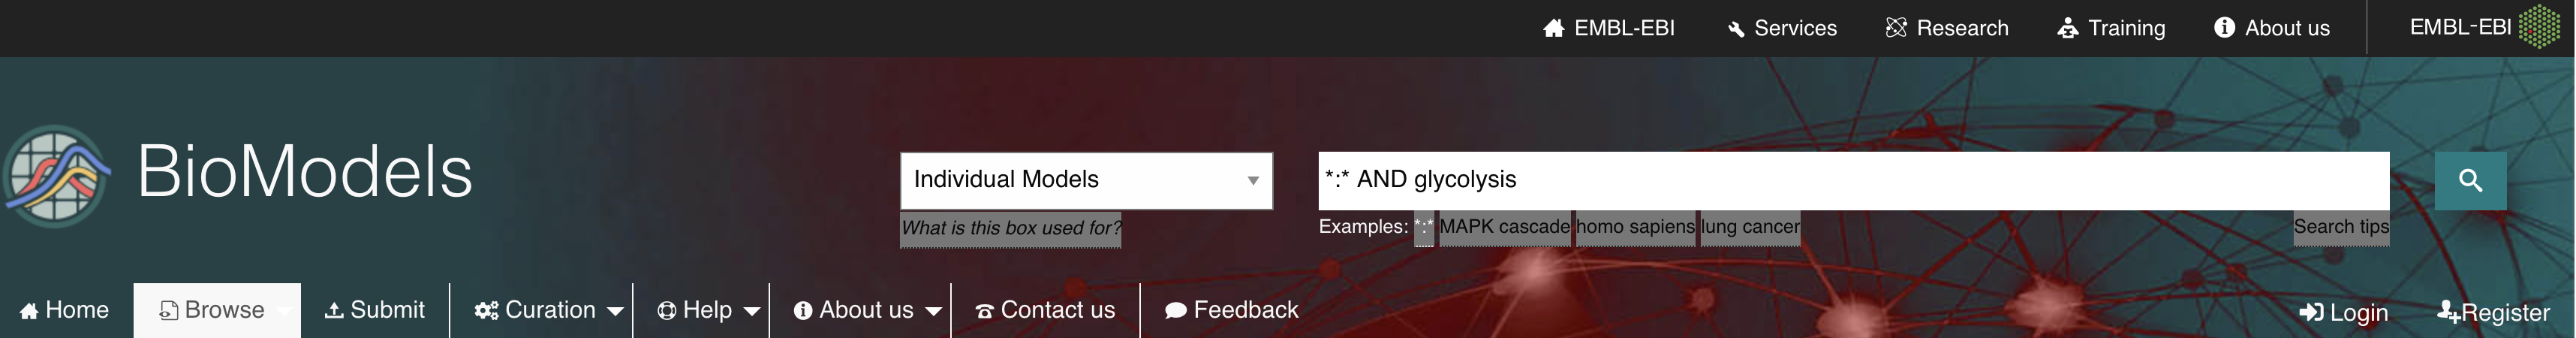 EMBL-EBI Services Research Training About us EMBL-EBI
BioModels
Individual Models
*:* AND glycolysis
What is this box used for?
Examples: *:* MAPK cascade homo sapiens lung cancer
Search tips
Home Browse Submit Curation Help About us Contact us Feedback
Login Register